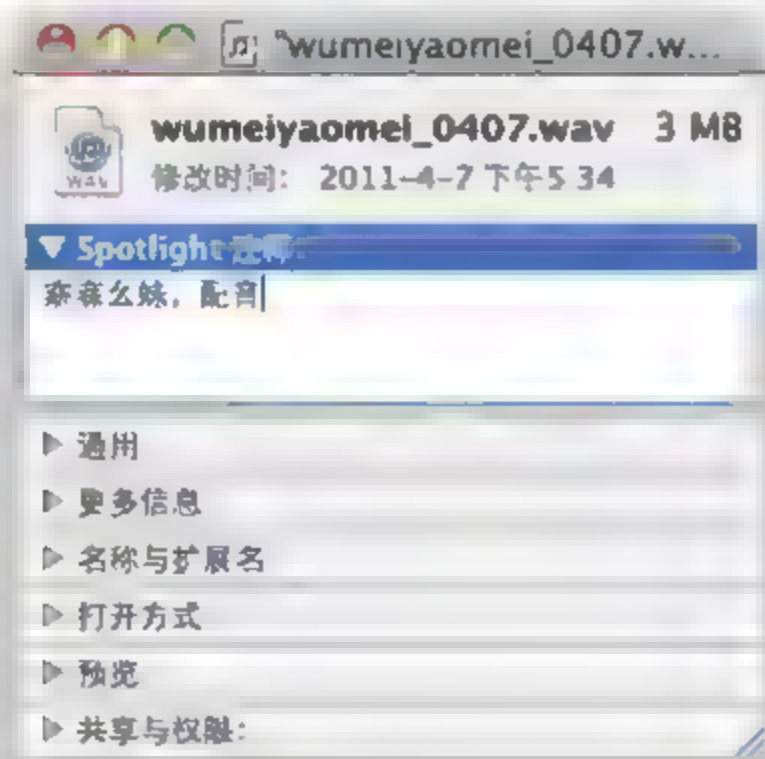 "wumeiyaomei_0407.w...
wumeiyaomei_0407.wav 3 MB
修改时间: 2011-4-7 下午5 34
▼ Spotlight 注释:
么妹, 配音
▶ 通用
▶ 更多信息
▶ 名称与扩展名
▶ 打开方式
▶ 预览
▶ 共享与权限: